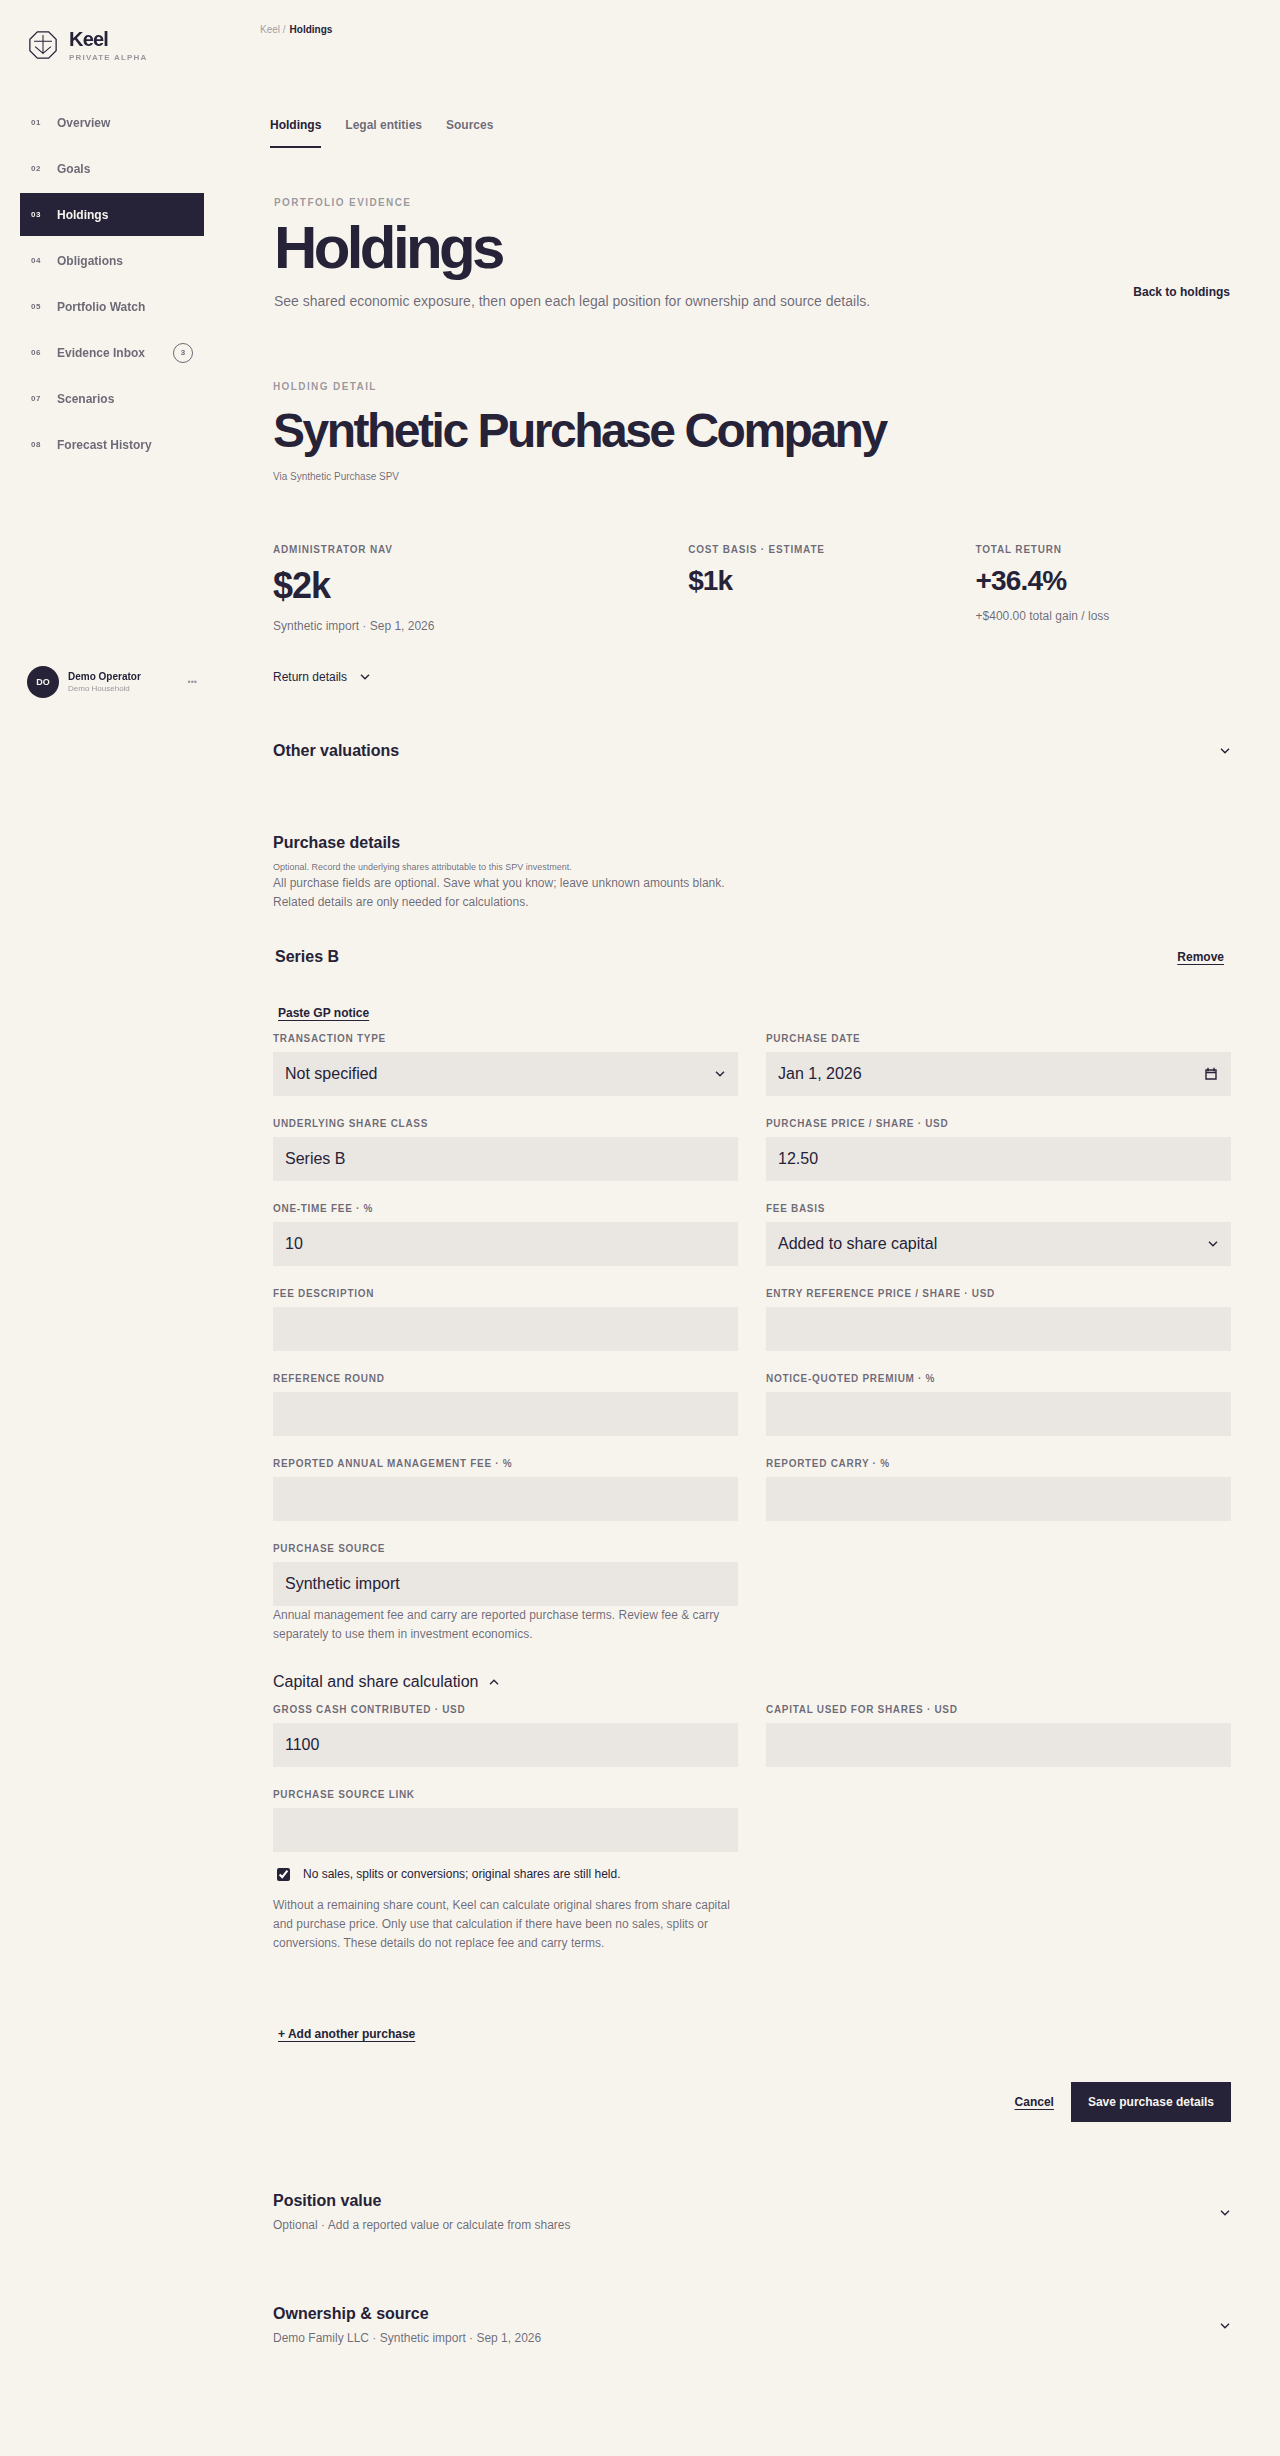 Keel
PRIVATE ALPHA
Keel / Holdings
01 Overview
02 Goals
03 Holdings
04 Obligations
05 Portfolio Watch
06 Evidence Inbox 3
07 Scenarios
08 Forecast History
DO Demo Operator
Demo Household
•••
Holdings Legal entities Sources
PORTFOLIO EVIDENCE
Holdings
See shared economic exposure, then open each legal position for ownership and source details.
Back to holdings
HOLDING DETAIL
Synthetic Purchase Company
Via Synthetic Purchase SPV
ADMINISTRATOR NAV
$2k
Synthetic import · Sep 1, 2026
COST BASIS · ESTIMATE
$1k
TOTAL RETURN
+36.4%
+$400.00 total gain / loss
Return details
Other valuations
Purchase details
Optional. Record the underlying shares attributable to this SPV investment.
All purchase fields are optional. Save what you know; leave unknown amounts blank.
Related details are only needed for calculations.
Series B
Remove
Paste GP notice
TRANSACTION TYPE
Not specified
PURCHASE DATE
Jan 1, 2026
UNDERLYING SHARE CLASS
Series B
PURCHASE PRICE / SHARE · USD
12.50
ONE-TIME FEE · %
10
FEE BASIS
Added to share capital
FEE DESCRIPTION
ENTRY REFERENCE PRICE / SHARE · USD
REFERENCE ROUND
NOTICE-QUOTED PREMIUM · %
REPORTED ANNUAL MANAGEMENT FEE · %
REPORTED CARRY · %
PURCHASE SOURCE
Synthetic import
Annual management fee and carry are reported purchase terms. Review fee & carry
separately to use them in investment economics.
Capital and share calculation
GROSS CASH CONTRIBUTED · USD
1100
CAPITAL USED FOR SHARES · USD
PURCHASE SOURCE LINK
No sales, splits or conversions; original shares are still held.
Without a remaining share count, Keel can calculate original shares from share capital
and purchase price. Only use that calculation if there have been no sales, splits or
conversions. These details do not replace fee and carry terms.
+ Add another purchase
Cancel
Save purchase details
Position value
Optional · Add a reported value or calculate from shares
Ownership & source
Demo Family LLC · Synthetic import · Sep 1, 2026